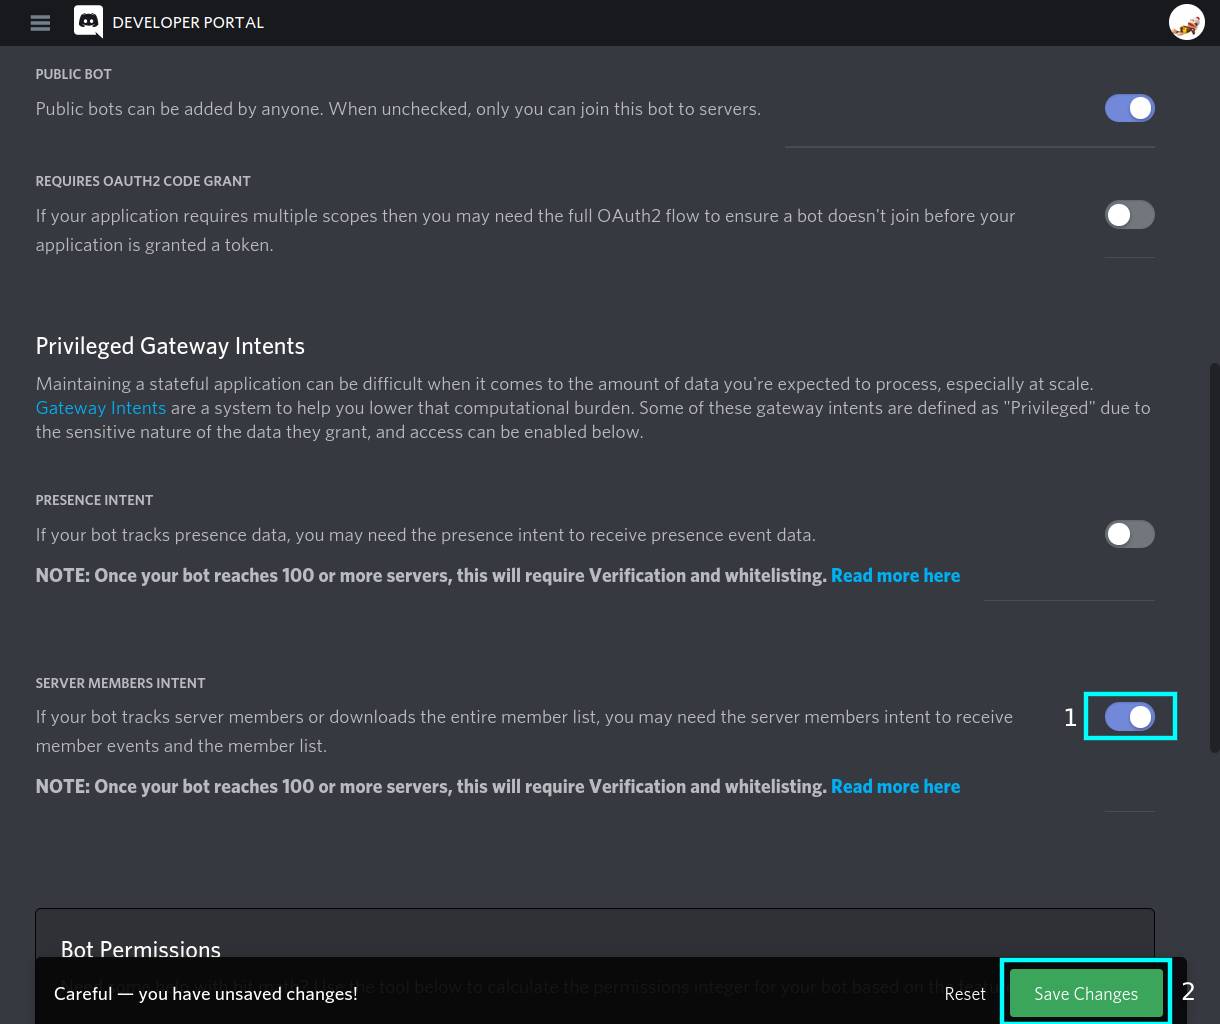 DEVELOPER PORTAL
PUBLIC BOT
Public bots can be added by anyone. When unchecked, only you can join this bot to servers.
REQUIRES OAUTH2 CODE GRANT
If your application requires multiple scopes then you may need the full OAuth2 flow to ensure a bot doesn't join before your
application is granted a token.
Privileged Gateway Intents
Maintaining a stateful application can be difficult when it comes to the amount of data you're expected to process, especially at scale.
Gateway Intents are a system to help you lower that computational burden. Some of these gateway intents are defined as "Privileged" due to
the sensitive nature of the data they grant, and access can be enabled below.
PRESENCE INTENT
If your bot tracks presence data, you may need the presence intent to receive presence event data.
NOTE: Once your bot reaches 100 or more servers, this will require Verification and whitelisting. Read more here
SERVER MEMBERS INTENT
If your bot tracks server members or downloads the entire member list, you may need the server members intent to receive
member events and the member list.
1
NOTE: Once your bot reaches 100 or more servers, this will require Verification and whitelisting. Read more here
Bot Permissions
the tool below to calculate the permissions integer for your bot based on the
Careful — you have unsaved changes!
Reset
Save Changes
2